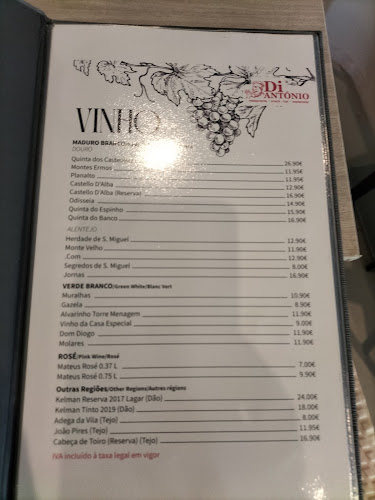 Di
ANTÓNIO
VINHO
MADURO BRANCO
DOURO
Quinta dos 26.90€
Montes Ermos 11.95€
Planalto 11.95€
Castello D'Alba 12.90€
Castello D'Alba (Reserva) 16.90€
Odisseia 14.90€
Quinta do Espinho 15.90€
Quinta do Banco 16.90€
ALENTEJO
Herdade de S. Miguel 12.90€
Monte Velho 11.90€
.Com 12.90€
Segredos de S. Miguel 8.00€
Jornas 16.90€
VERDE BRANCO/Green White/Blanc Vert
Muralhas 10.90€
Gazela 8.90€
Alvarinho Torre Menagem 11.90€
Vinho da Casa Especial 9.00€
Dom Diogo 11.90€
Molares 11.90€
ROSÉ/Pink Wine/Rosé
Mateus Rosé 0.37 L 7.00€
Mateus Rosé 0.75 L 9.90€
Outras Regiões/Other Regions/Autres régions
Kelman Reserva 2017 Lagar (Dão) 24.00€
Kelman Tinto 2019 (Dão) 18.00€
Adega da Vila (Tejo) 8.00€
João Pires (Tejo) 11.95€
Cabeça de Toiro (Reserva) (Tejo) 16.90€
IVA incluído à taxa legal em vigor